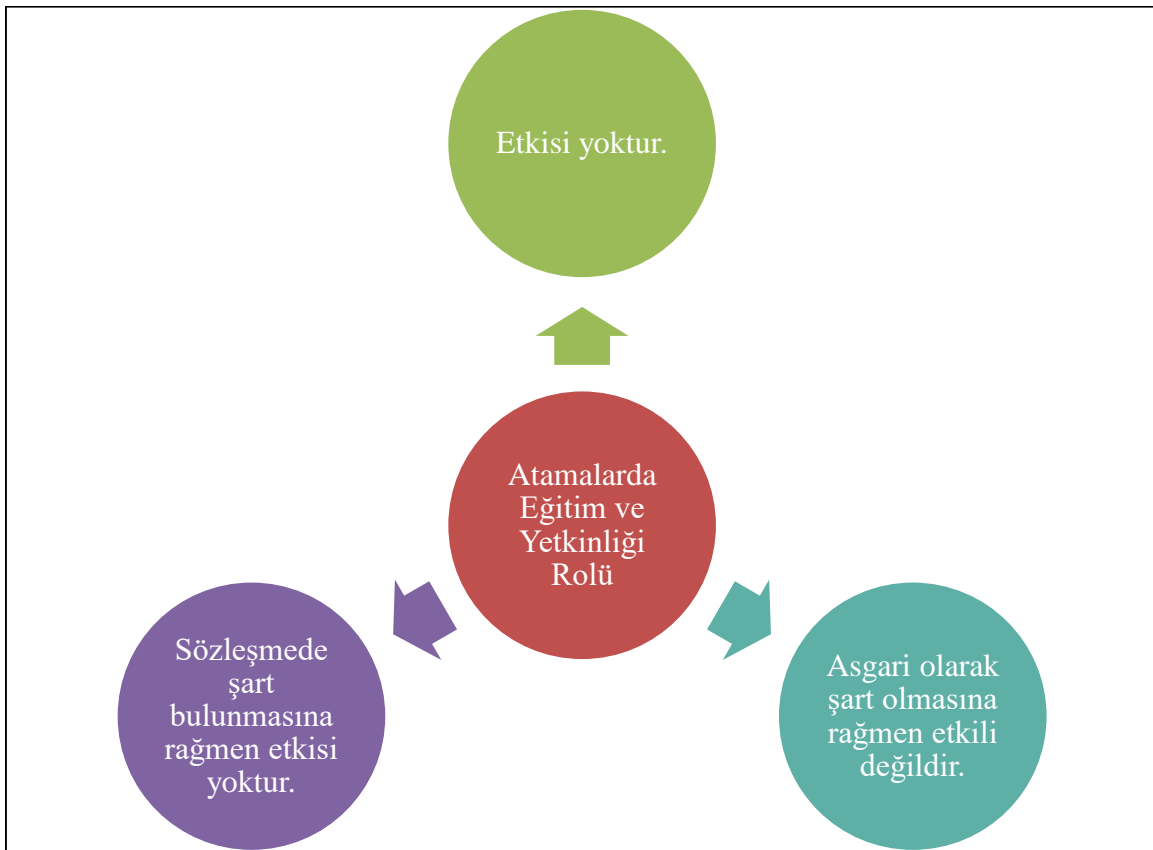 Etkisi yoktur.
Atamalarda
Eğitim ve
Yetkinliği
Rolü
Sözleşmede
şart
bulunmasına
rağmen etkisi
yoktur.
Asgari olarak
şart olmasına
rağmen etkili
değildir.